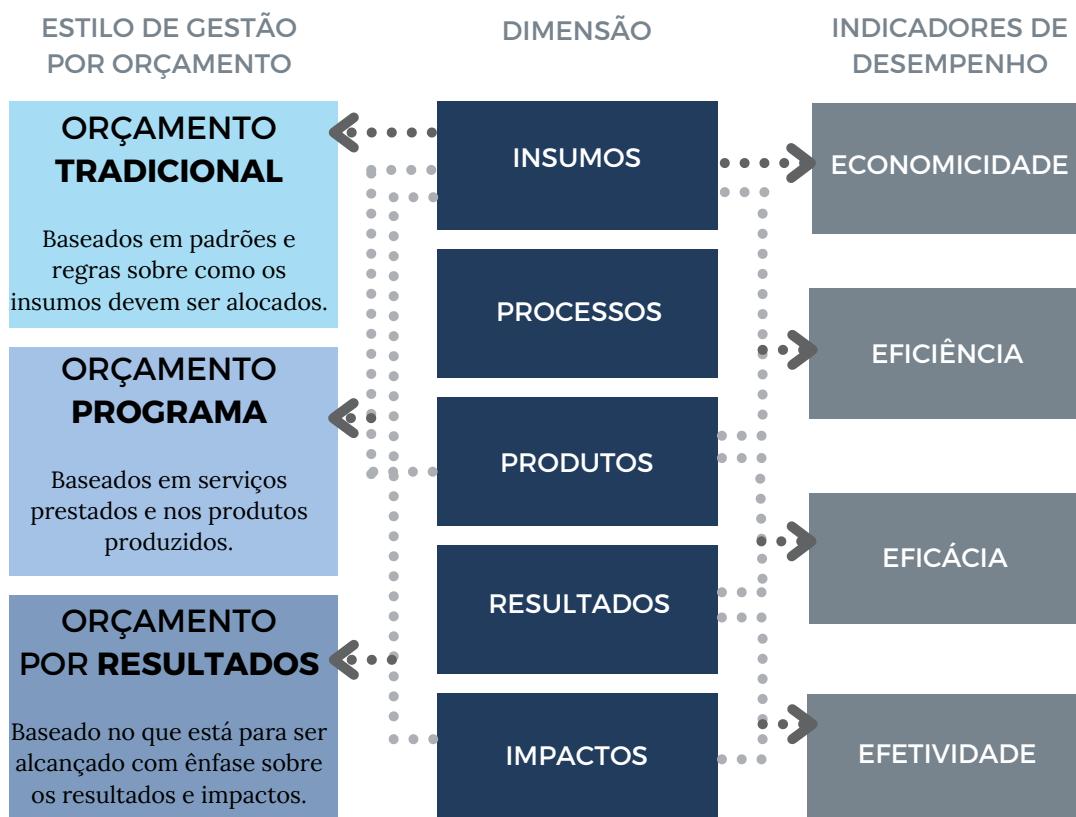 ESTILO DE GESTÃO
POR ORÇAMENTO
DIMENSÃO
INDICADORES DE
DESEMPENHO
ORÇAMENTO
TRADICIONAL
Baseados em padrões e
regras sobre como os
insumos devem ser alocados.
ORÇAMENTO
PROGRAMA
Baseados em serviços
prestados e nos produtos
produzidos.
ORÇAMENTO
POR RESULTADOS
Baseado no que está para ser
alcançado com ênfase sobre
os resultados e impactos.
INSUMOS
PROCESSOS
PRODUTOS
RESULTADOS
IMPACTOS
ECONOMICIDADE
EFICIÊNCIA
EFICÁCIA
EFETIVIDADE